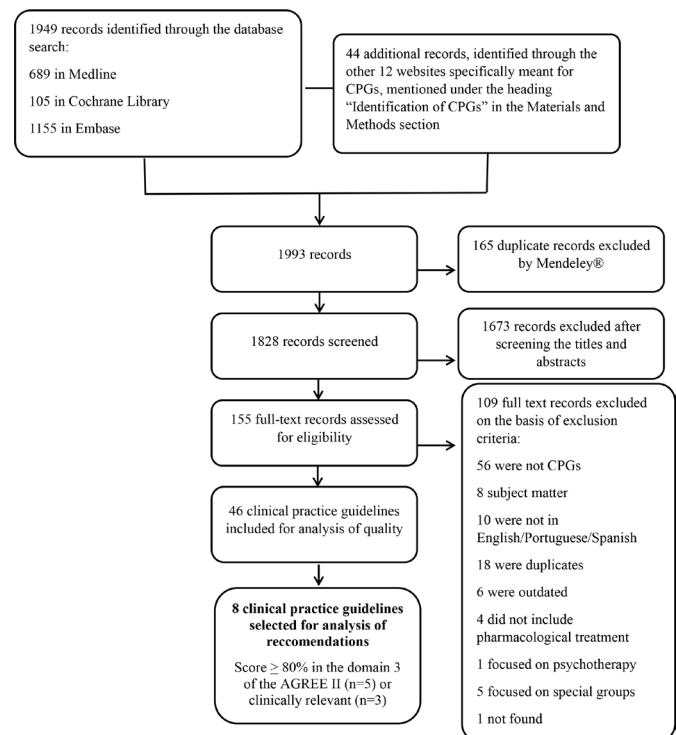 1949 records identified through the database
search:
689 in Medline
105 in Cochrane Library
1155 in Embase
44 additional records, identified through the
other 12 websites specifically meant for
CPGs, mentioned under the heading
“Identification of CPGs” in the Materials and
Methods section
1993 records
165 duplicate records excluded
by Mendeley®
1828 records screened
1673 records excluded after
screening the titles and
abstracts
155 full-text records assessed
for eligibility
109 full text records excluded
on the basis of exclusion
criteria:
56 were not CPGs
8 subject matter
10 were not in
English/Portuguese/Spanish
18 were duplicates
6 were outdated
4 did not include
pharmacological treatment
1 focused on psychotherapy
5 focused on special groups
1 not found
46 clinical practice guidelines
included for analysis of quality
8 clinical practice guidelines
selected for analysis of
reccomendations
Score ≥ 80% in the domain 3
of the AGREE II (n=5) or
clinically relevant (n=3)